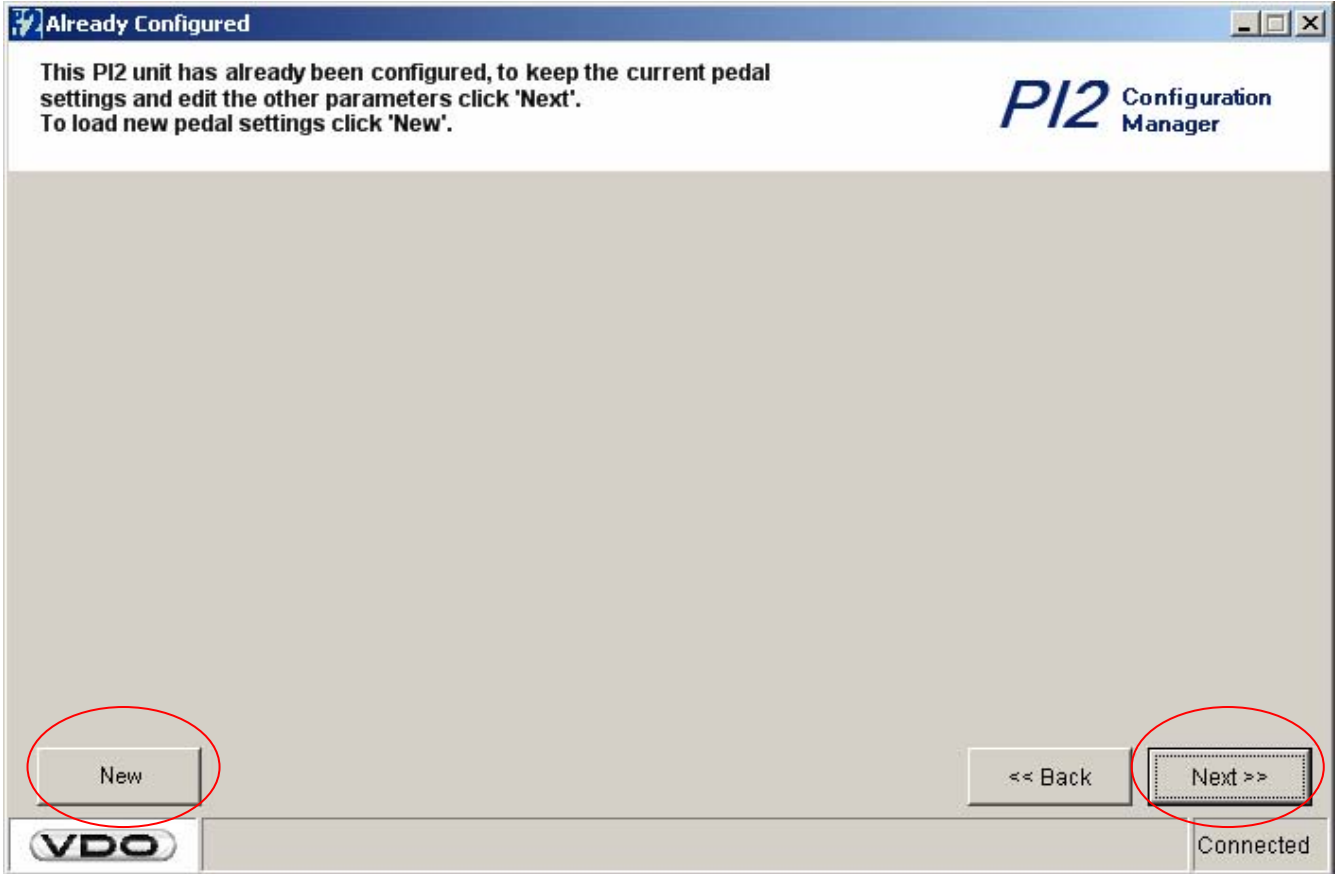 Already Configured
This PI2 unit has already been configured, to keep the current pedal
settings and edit the other parameters click 'Next'.
To load new pedal settings click 'New'.
PI2 Configuration
Manager
New
<< Back
Next >>
VDO
Connected